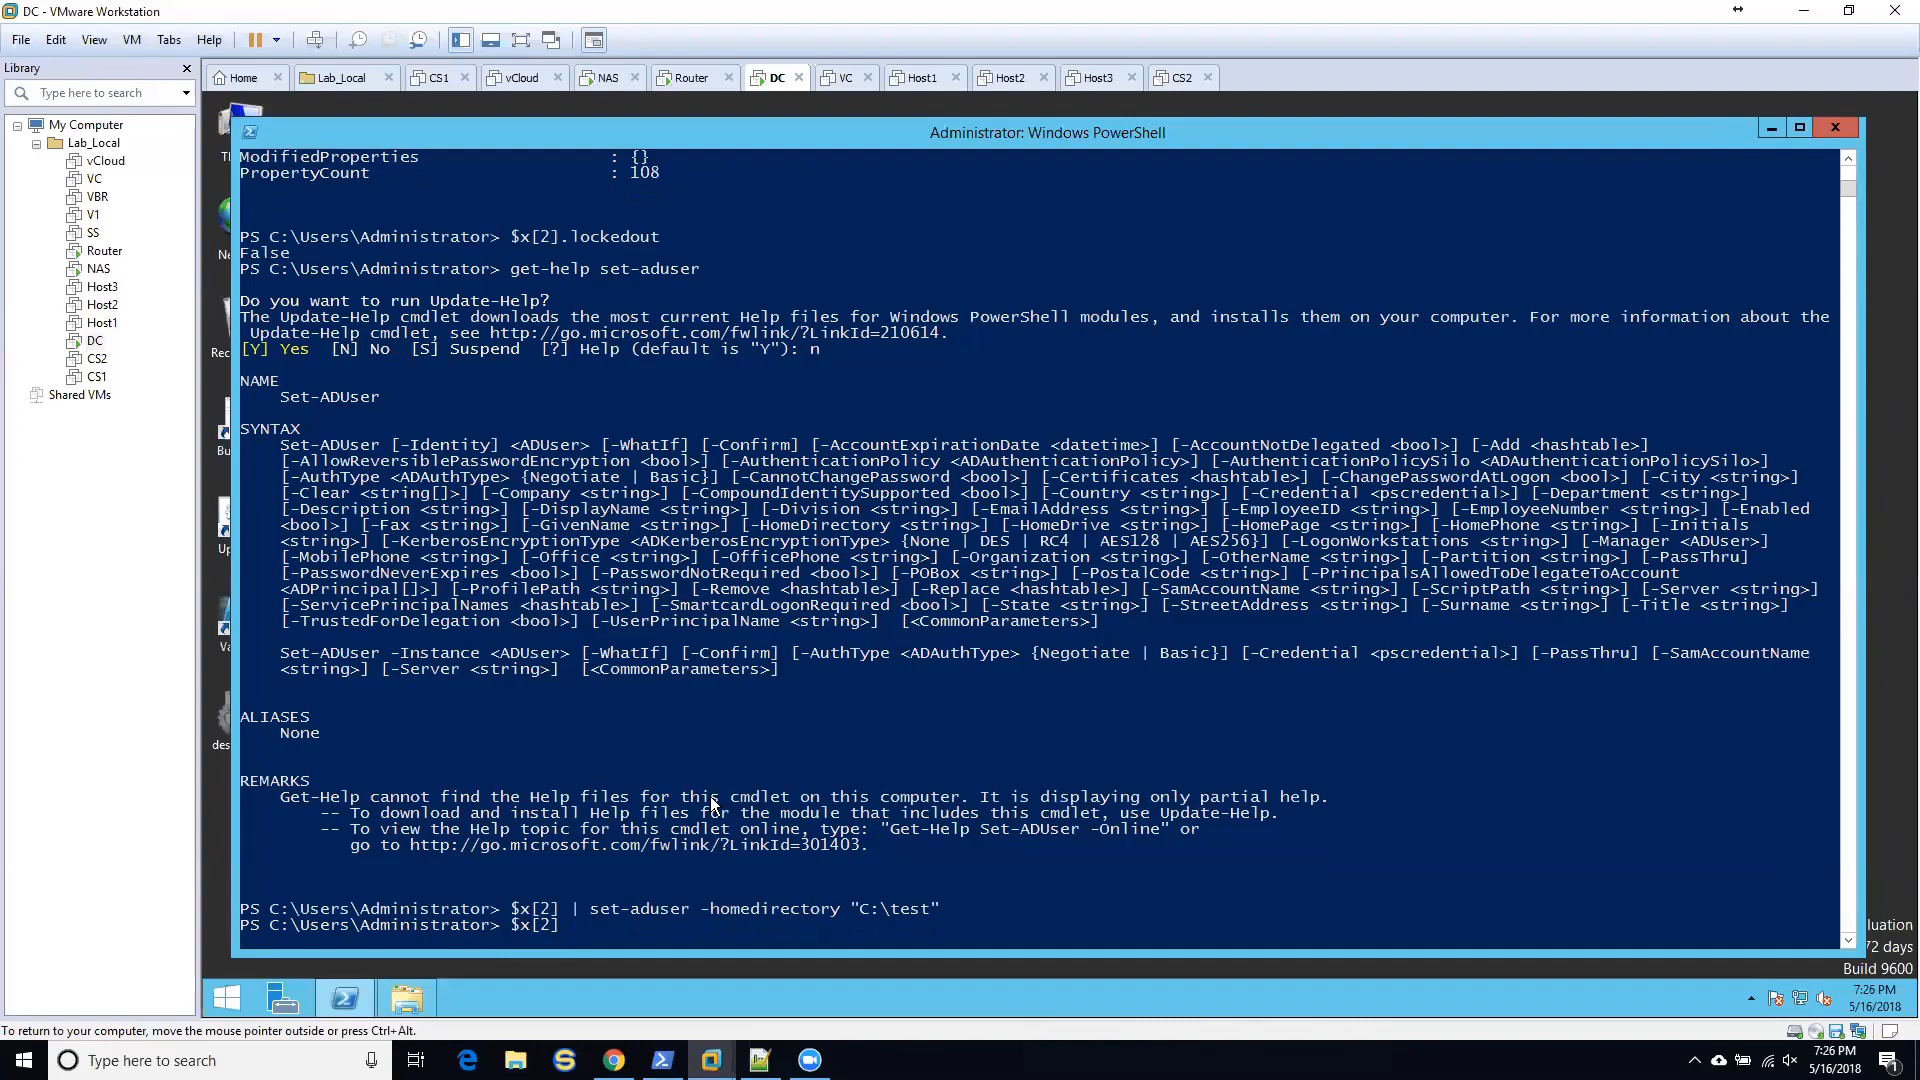 DC - VMware Workstation
File Edit View VM Tabs Help
Library
Type here to search
Home Lab_Local CS1 vCloud NAS Router DC VC Host1 Host2 Host3 CS2
My Computer
Lab_Local
vCloud
VC
VBR
V1
SS
Router
NAS
Host3
Host2
Host1
DC
CS2
CS1
Shared VMs
Administrator: Windows PowerShell
ModifiedProperties : {}
PropertyCount : 108
PS C:\Users\Administrator> $x[2].lockedout
False
PS C:\Users\Administrator> get-help set-aduser
Do you want to run Update-Help?
The Update-Help cmdlet downloads the most current Help files for Windows PowerShell modules, and installs them on your computer. For more information about the
Update-Help cmdlet, see http://go.microsoft.com/fwlink/?LinkId=210614.
[Y] Yes [N] No [S] Suspend [?] Help (default is "Y"): n
NAME
Set-ADUser
SYNTAX
Set-ADUser [-Identity] <ADUser> [-WhatIf] [-Confirm] [-AccountExpirationDate <datetime>] [-AccountNotDelegated <bool>] [-Add <hashtable>]
[-AllowReversiblePasswordEncryption <bool>] [-AuthenticationPolicy <ADAuthenticationPolicy>] [-AuthenticationPolicySilo <ADAuthenticationPolicySilo>]
[-AuthType <ADAuthType> {Negotiate | Basic}] [-CannotChangePassword <bool>] [-Certificates <hashtable>] [-ChangePasswordAtLogon <bool>] [-City <string>]
[-Clear <string[]>] [-Company <string>] [-CompoundIdentitySupported <bool>] [-Country <string>] [-Credential <pscredential>] [-Department <string>]
[-Description <string>] [-DisplayName <string>] [-Division <string>] [-EmailAddress <string>] [-EmployeeID <string>] [-EmployeeNumber <string>] [-Enabled
<bool>] [-Fax <string>] [-GivenName <string>] [-HomeDirectory <string>] [-HomeDrive <string>] [-HomePage <string>] [-HomePhone <string>] [-Initials
<string>] [-KerberosEncryptionType <ADKerberosEncryptionType> {None | DES | RC4 | AES128 | AES256}] [-LogonWorkstations <string>] [-Manager <ADUser>]
[-MobilePhone <string>] [-Office <string>] [-OfficePhone <string>] [-Organization <string>] [-OtherName <string>] [-Partition <string>] [-PassThru]
[-PasswordNeverExpires <bool>] [-PasswordNotRequired <bool>] [-POBox <string>] [-PostalCode <string>] [-PrincipalsAllowedToDelegateToAccount
<ADPrincipal[]>] [-ProfilePath <string>] [-Remove <hashtable>] [-Replace <hashtable>] [-SamAccountName <string>] [-ScriptPath <string>] [-Server <string>]
[-ServicePrincipalNames <hashtable>] [-SmartcardLogonRequired <bool>] [-State <string>] [-StreetAddress <string>] [-Surname <string>] [-Title <string>]
[-TrustedForDelegation <bool>] [-UserPrincipalName <string>] [<CommonParameters>]
Set-ADUser -Instance <ADUser> [-WhatIf] [-Confirm] [-AuthType <ADAuthType> {Negotiate | Basic}] [-Credential <pscredential>] [-PassThru] [-SamAccountName
<string>] [-Server <string>] [<CommonParameters>]
ALIASES
None
REMARKS
Get-Help cannot find the Help files for this cmdlet on this computer. It is displaying only partial help.
-- To download and install Help files for the module that includes this cmdlet, use Update-Help.
-- To view the Help topic for this cmdlet online, type: "Get-Help Set-ADUser -Online" or
go to http://go.microsoft.com/fwlink/?LinkId=301403.
PS C:\Users\Administrator> $x[2] | set-aduser -homedirectory "C:\test"
PS C:\Users\Administrator> $x[2]
luation
72 days
Build 9600
7:26 PM
5/16/2018
To return to your computer, move the mouse pointer outside or press Ctrl+Alt.
Type here to search
7:26 PM
5/16/2018